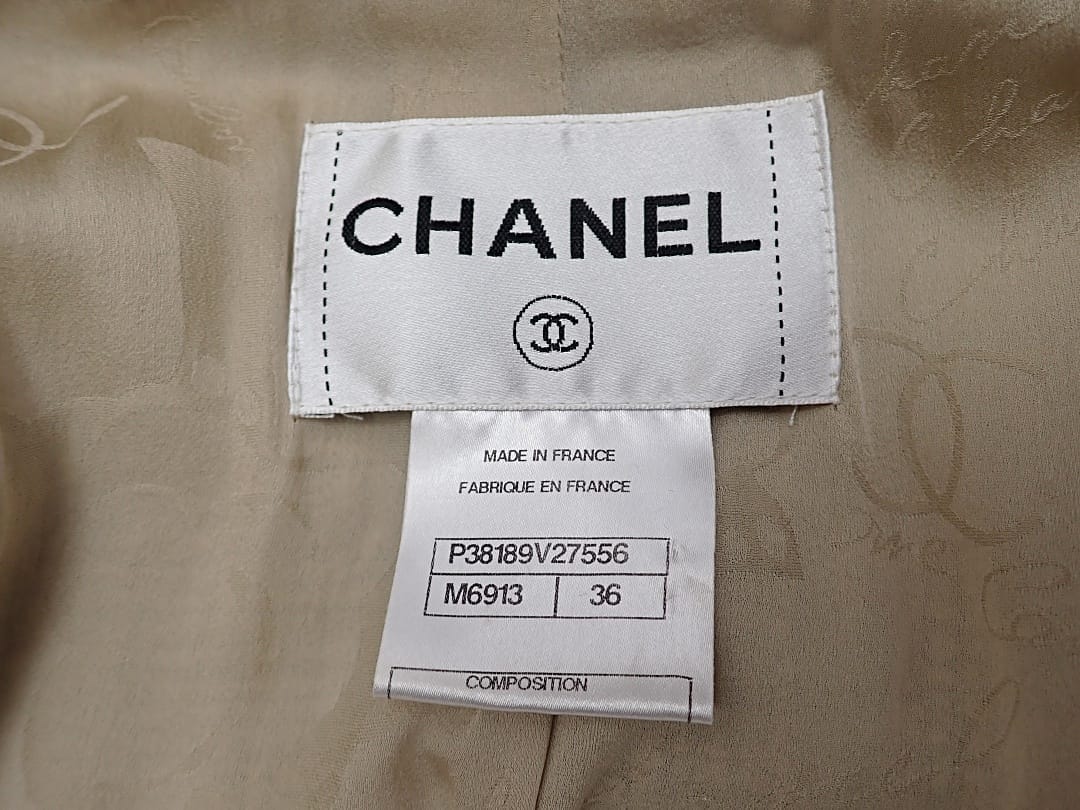 CHANEL
MADE IN FRANCE
FABRIQUE EN FRANCE
P38189V27556
M6913 36
COMPOSITION